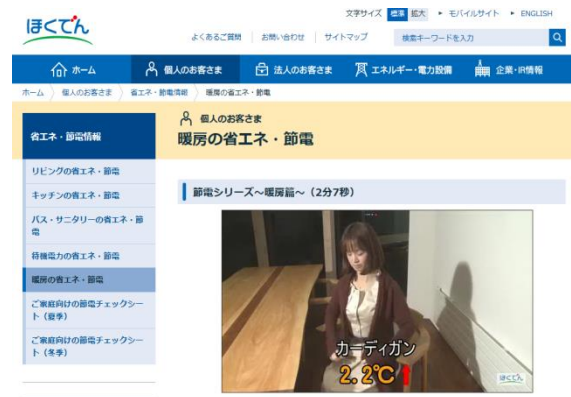 ほくでん
文字サイズ 標準 拡大 モバイルサイト ENGLISH
よくあるご質問 お問い合わせ サイトマップ 検索キーワードを入力
ホーム 個人のお客さま 法人のお客さま エネルギー・電力設備 企業・IR情報
ホーム 個人のお客さま 省エネ・節電情報 暖房の省エネ・節電
省エネ・節電情報
リビングの省エネ・節電
キッチンの省エネ・節電
バス・サニタリーの省エネ・節
電
待機電力の省エネ・節電
暖房の省エネ・節電
ご家庭向けの節電チェックシー
ト（夏季）
ご家庭向けの節電チェックシー
ト（冬季）
個人のお客さま
暖房の省エネ・節電
節電シリーズ～暖房篇～（2分7秒）
カーディガン
2.2℃
ほくでん